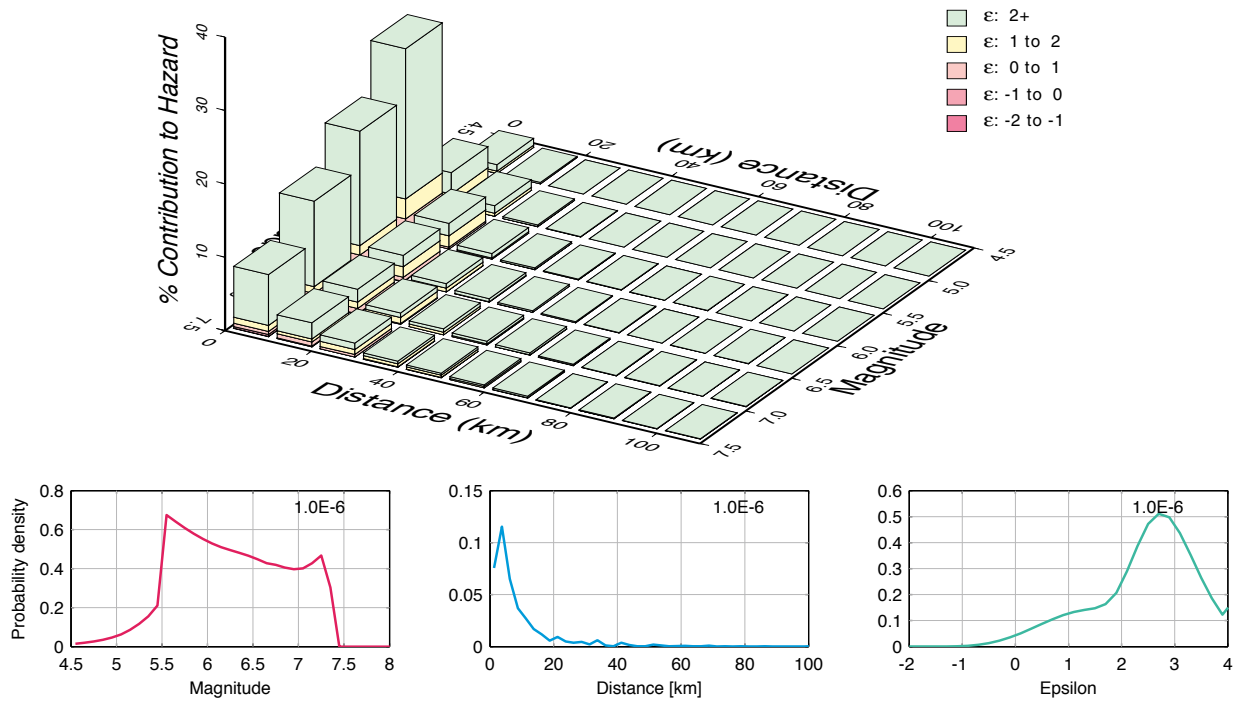 % Contribution to Hazard
40
30
20
10
ε: 2+
ε: 1 to 2
ε: 0 to 1
ε: -1 to 0
ε: -2 to -1
4.5
0
20
40
60
80
100
Distance (km)
4.5
5.0
5.5
6.0
6.5
7.0
7.5
Magnitude
7.5
0
20
40
60
80
100
Distance (km)
Probability density
0.8
0.6
0.4
0.2
0
1.0E-6
4.5 5 5.5 6 6.5 7 7.5 8
Magnitude
0.15
0.1
0.05
0
1.0E-6
0 20 40 60 80 100
Distance [km]
0.6
0.5
0.4
0.3
0.2
0.1
0
1.0E-6
-2 -1 0 1 2 3 4
Epsilon